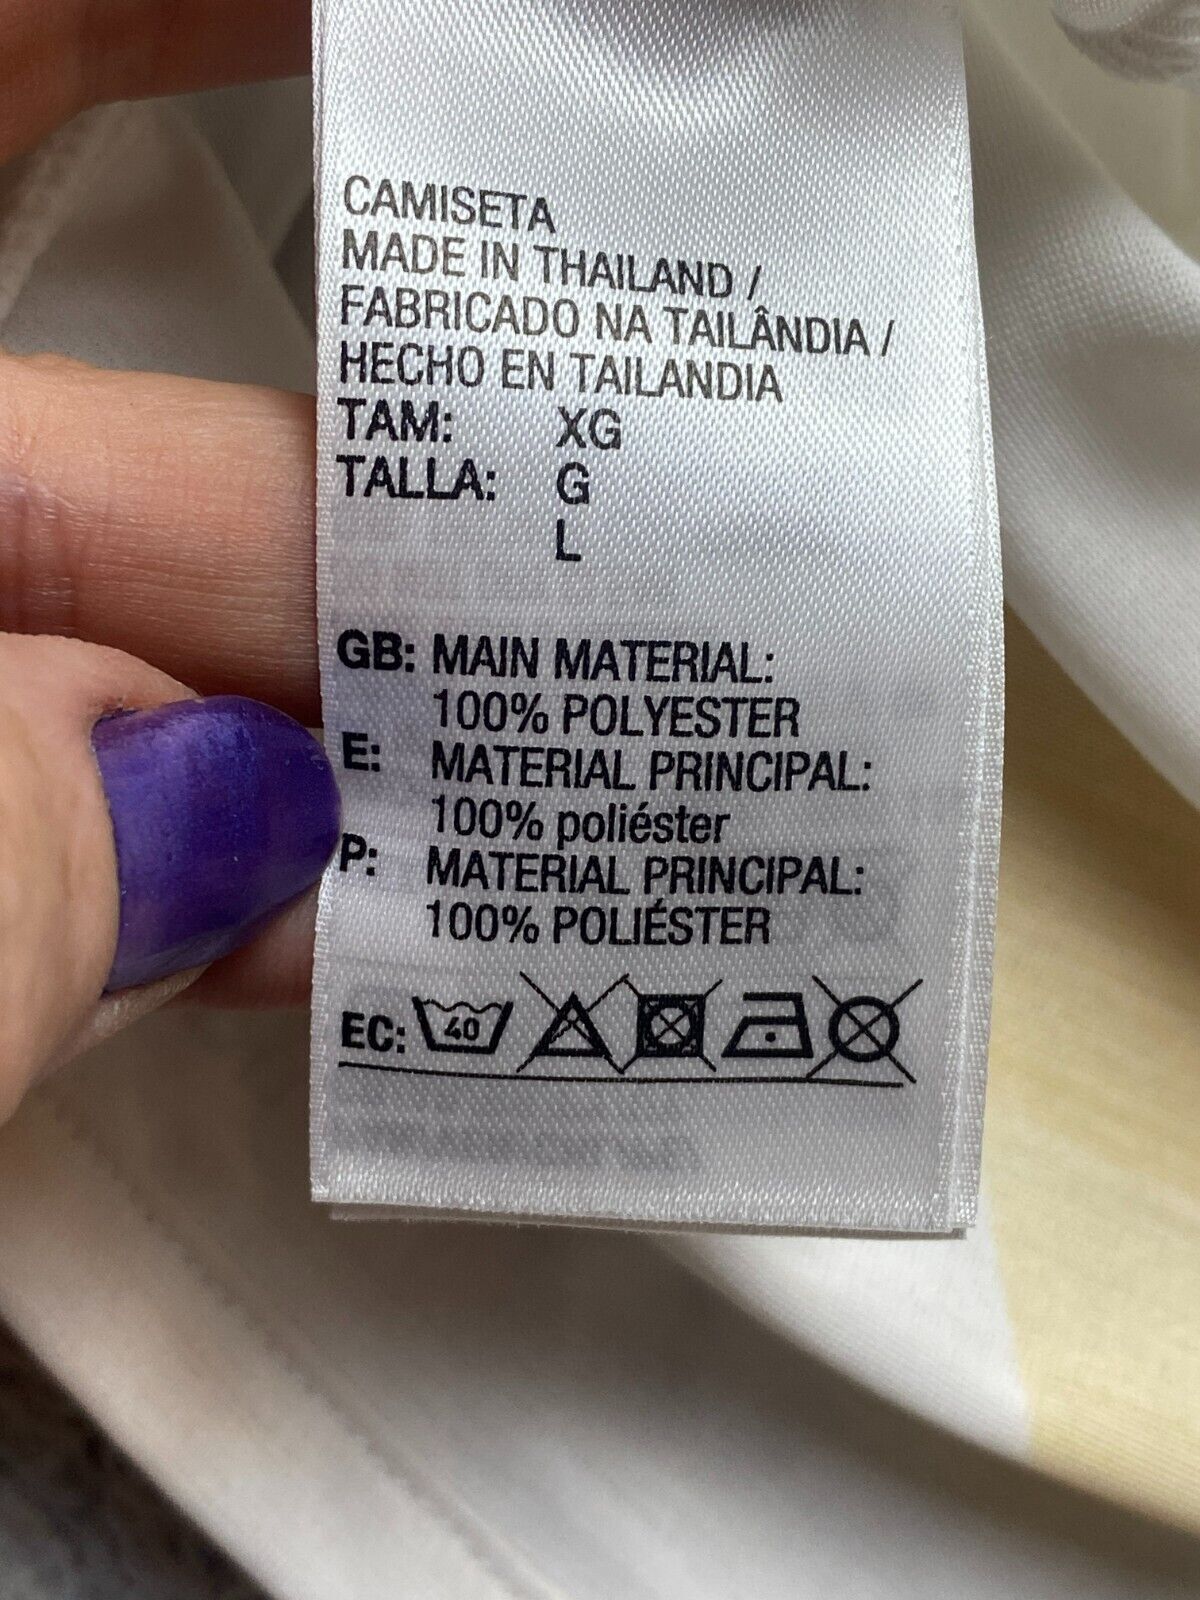 CAMISETA
MADE IN THAILAND /
FABRICADO NA TAILÂNDIA /
HECHO EN TAILANDIA
TAM: XG
TALLA: G
L
GB: MAIN MATERIAL:
100% POLYESTER
E: MATERIAL PRINCIPAL:
100% poliéster
P: MATERIAL PRINCIPAL:
100% POLIÉSTER
EC: 40